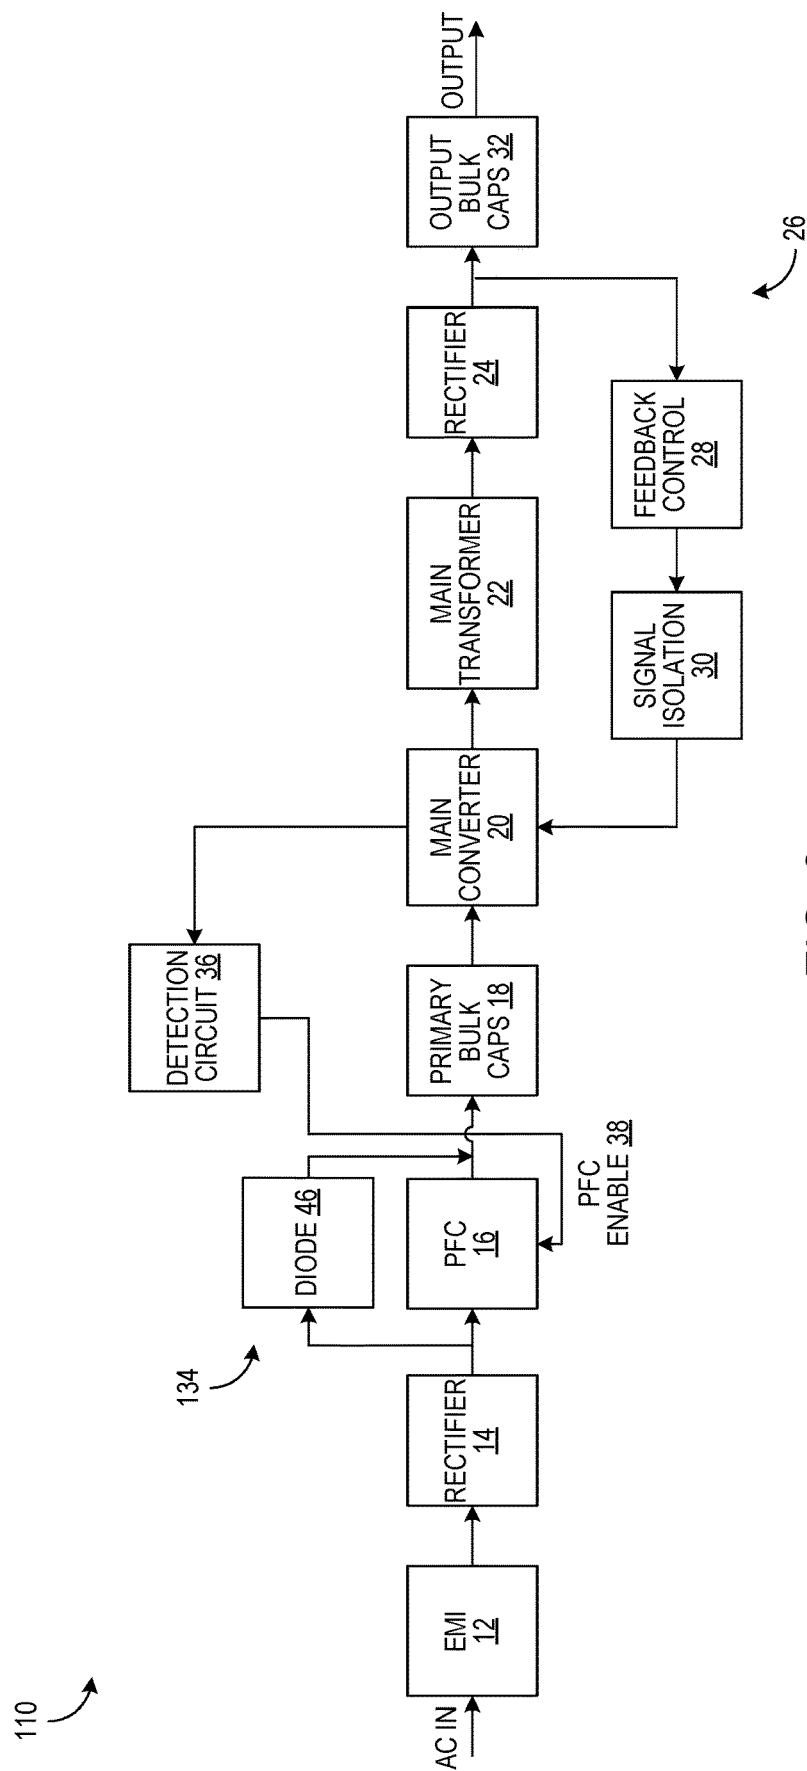 110
134
AC IN
EMI
12
RECTIFIER
14
DIODE 46
PFC
16
PFC
ENABLE 38
DETECTION
CIRCUIT 36
PRIMARY
BULK
CAPS 18
MAIN
CONVERTER
20
MAIN
TRANSFORMER
22
RECTIFIER
24
OUTPUT
BULK
CAPS 32
OUTPUT
SIGNAL
ISOLATION
30
FEEDBACK
CONTROL
28
26